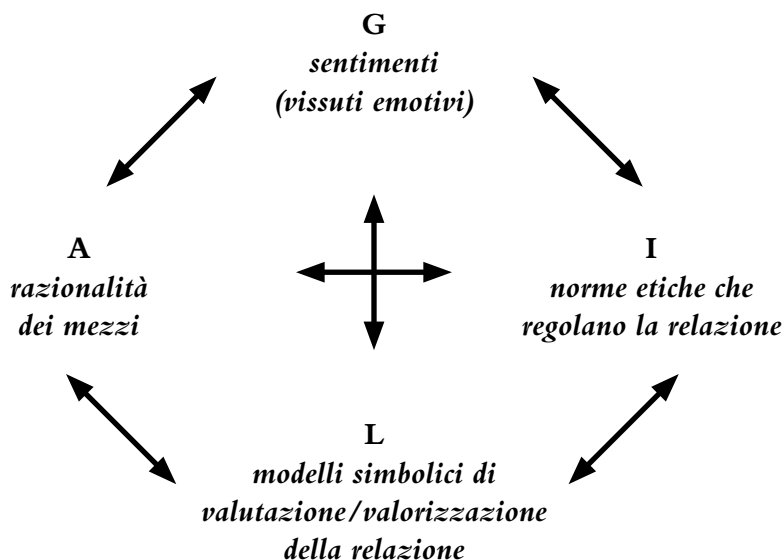 G
sentimenti
(vissuti emotivi)
A
razionalità
dei mezzi
I
norme etiche che
regolano la relazione
L
modelli simbolici di
valutazione/valorizzazione
della relazione